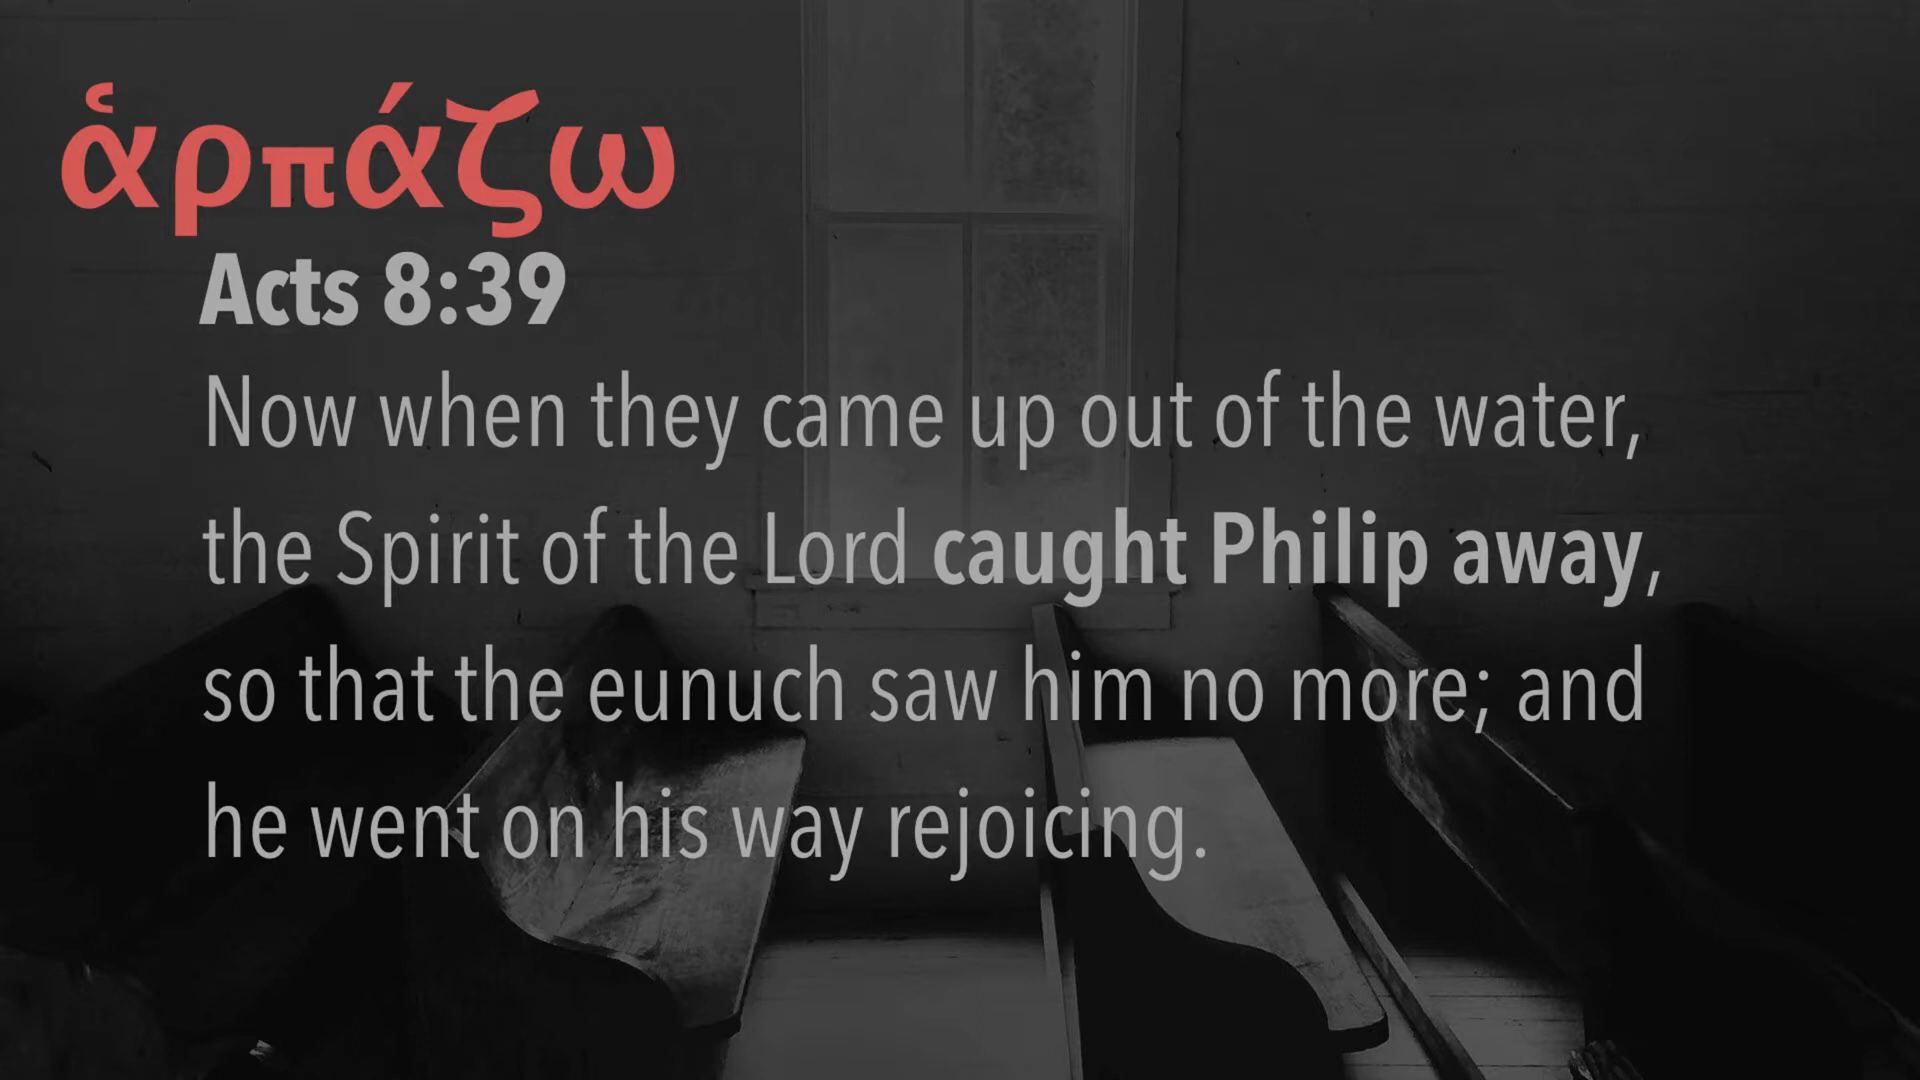 ἁρπάζω
Acts 8:39
Now when they came up out of the water,
the Spirit of the Lord caught Philip away,
so that the eunuch saw him no more; and
he went on his way rejoicing.